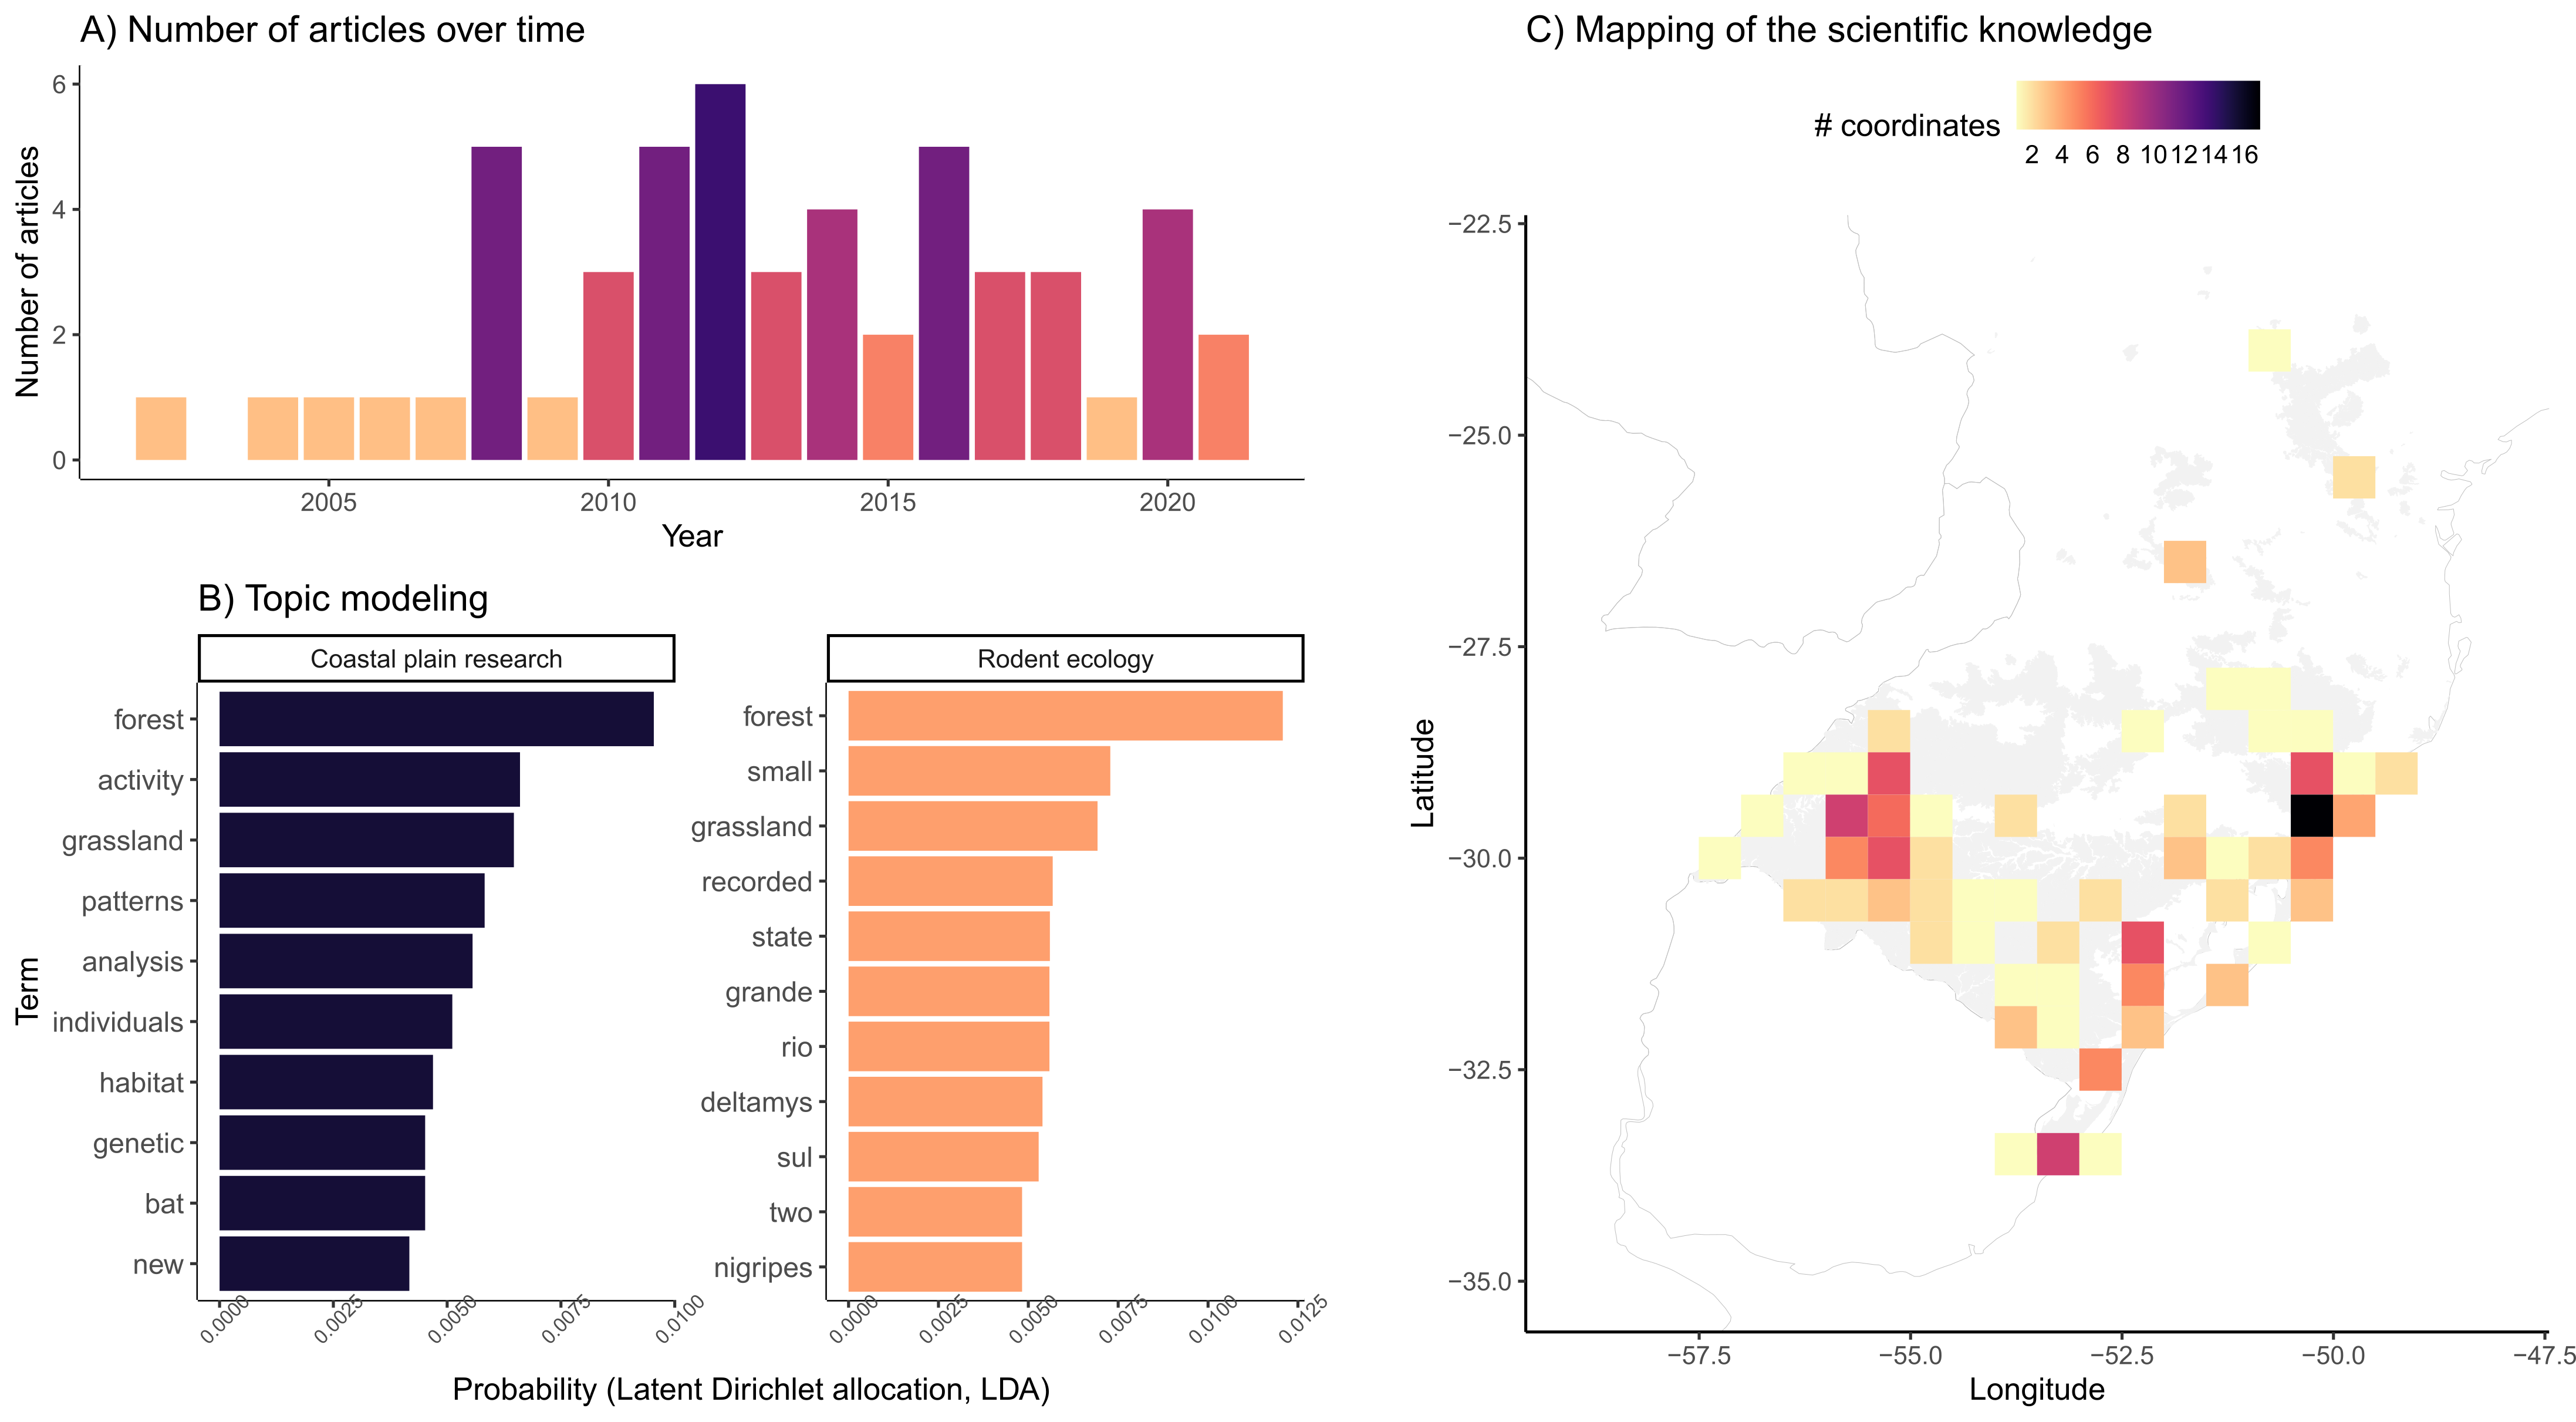 A) Number of articles over time
Number of articles
6
4
2
0
2005 2010 2015 2020
Year
B) Topic modeling
Coastal plain research
Term
forest
activity
grassland
patterns
analysis
individuals
habitat
genetic
bat
new
0.0000 0.0025 0.0050 0.0075 0.0100
Rodent ecology
forest
small
grassland
recorded
state
grande
rio
deltamys
sul
two
nigripes
0.0000 0.0025 0.0050 0.0075 0.0100 0.0125
Probability (Latent Dirichlet allocation, LDA)
C) Mapping of the scientific knowledge
# coordinates
2 4 6 8 10 12 14 16
Latitude
−22.5
−25.0
−27.5
−30.0
−32.5
−35.0
−57.5 −55.0 −52.5 −50.0 −47.5
Longitude